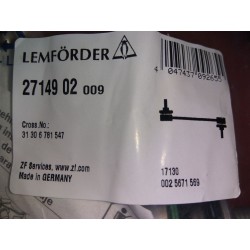 LEMFÖRDER
27149 02 009
Cross.No.:
31 30 6 781 547
ZF Services, www.zf.com
Made in GERMANY
17130
002 5671 569